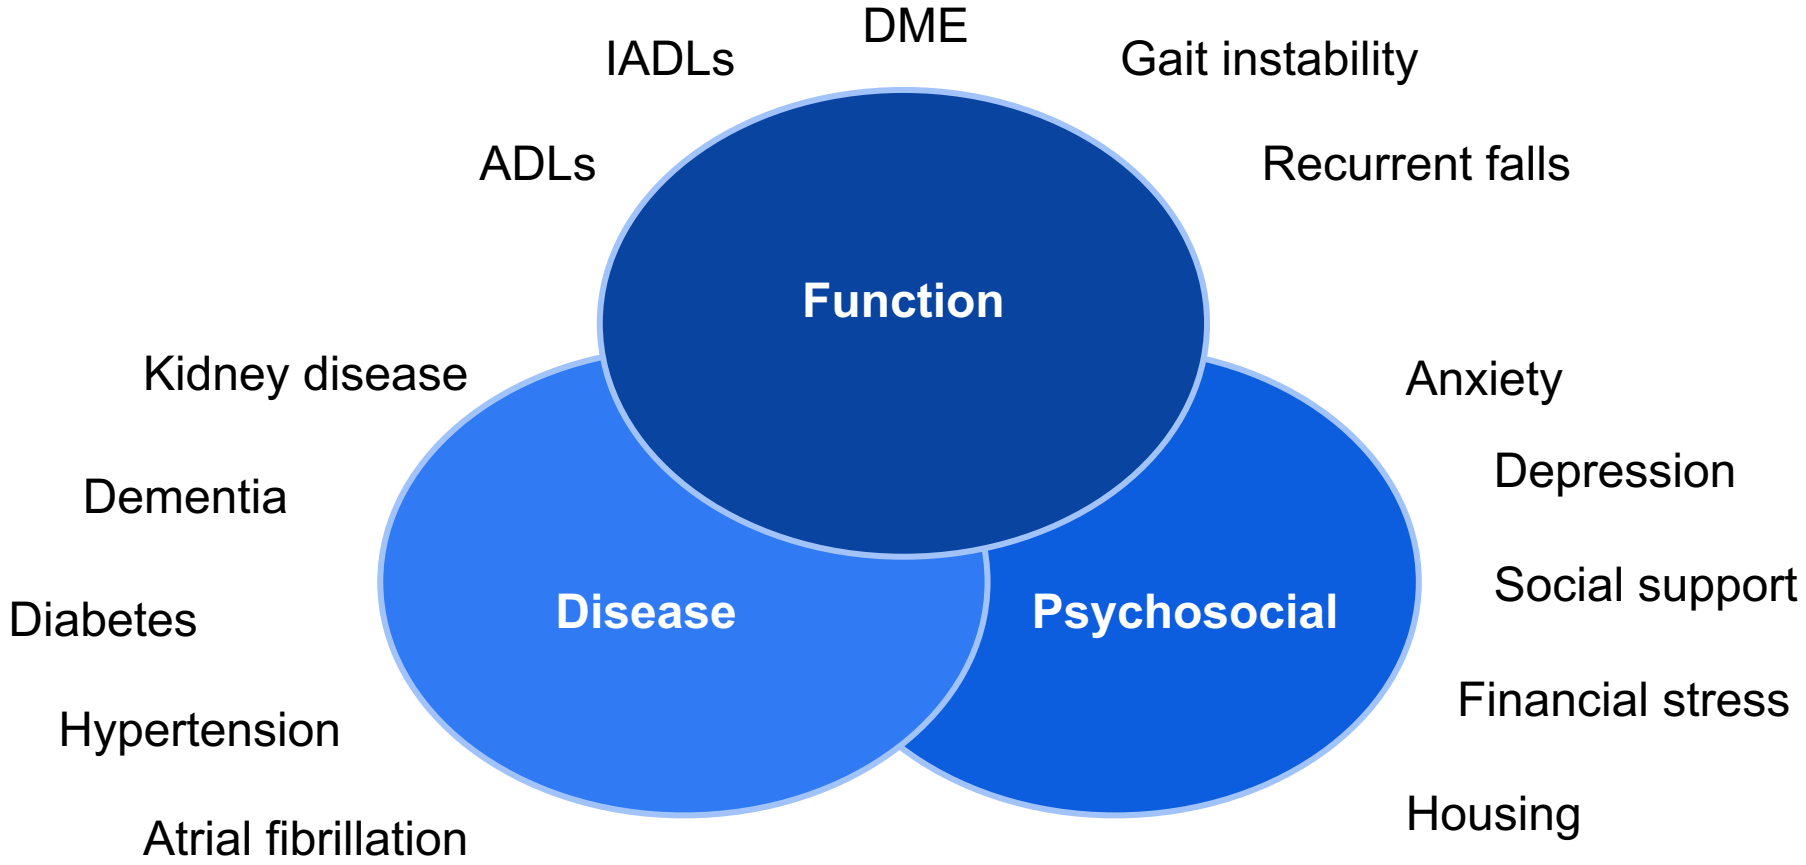 DME
IADLs
Gait instability
ADLs
Recurrent falls
Function
Kidney disease
Anxiety
Dementia
Depression
Diabetes
Disease
Psychosocial
Social support
Hypertension
Financial stress
Atrial fibrillation
Housing